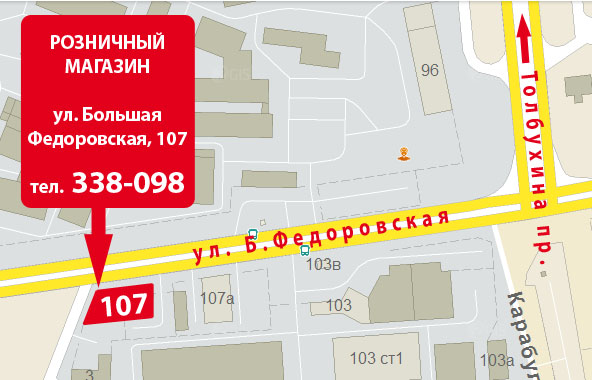 РОЗНИЧНЫЙ
МАГАЗИН
ул. Большая
Федоровская, 107
тел. 338-098
96
Толбухина пр.
ул. Б.Федоровская
103в
107
107а
103
103 ст1
103а
3